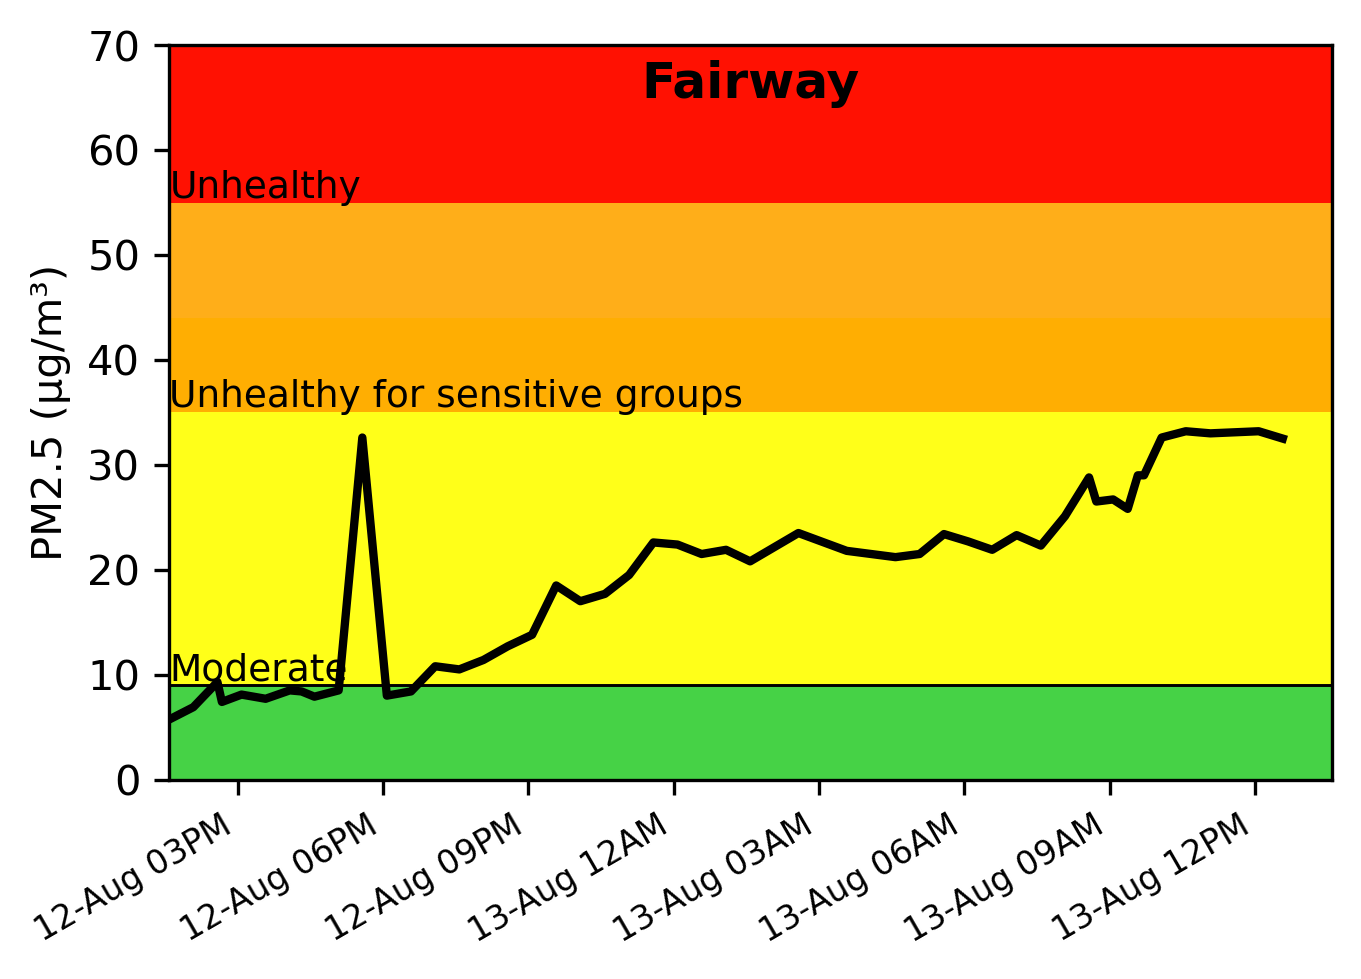 Fairway
PM2.5 (µg/m³)
70
60
50
40
30
20
10
0
Unhealthy
Unhealthy for sensitive groups
Moderate
12-Aug 03PM
12-Aug 06PM
12-Aug 09PM
13-Aug 12AM
13-Aug 03AM
13-Aug 06AM
13-Aug 09AM
13-Aug 12PM